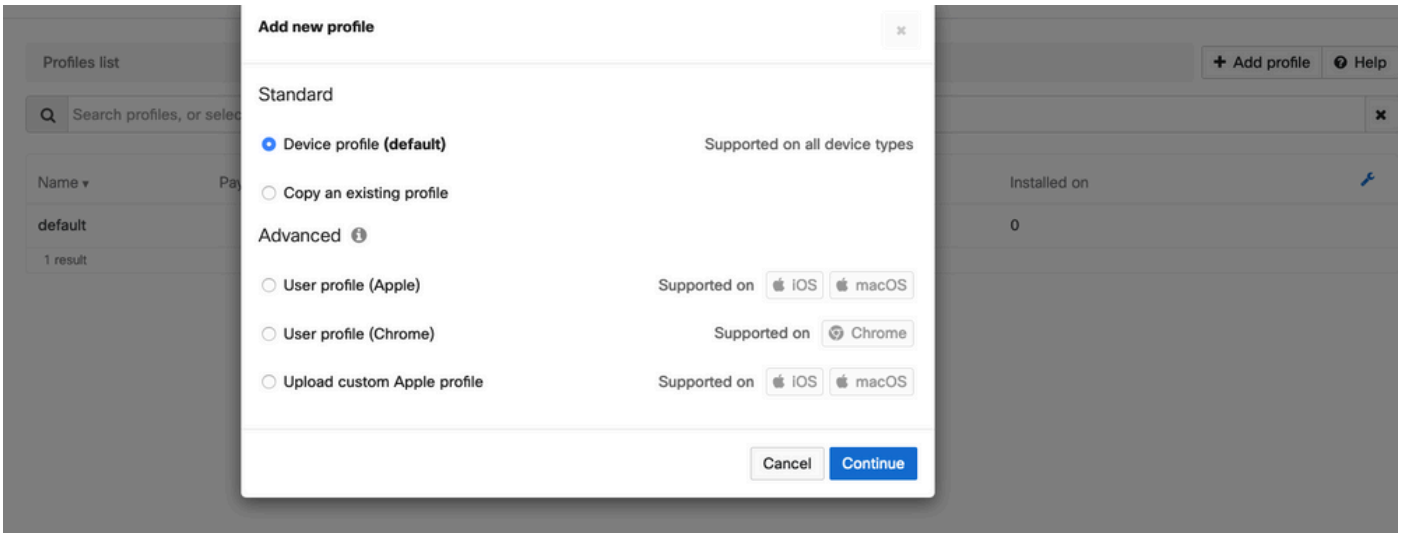 Add new profile
Profiles list
+ Add profile
Help
Standard
Search profiles, or selec
Device profile (default)
Supported on all device types
Name
Pay
Installed on
Copy an existing profile
default
0
Advanced
1 result
User profile (Apple)
Supported on iOS macOS
User profile (Chrome)
Supported on Chrome
Upload custom Apple profile
Supported on iOS macOS
Cancel
Continue